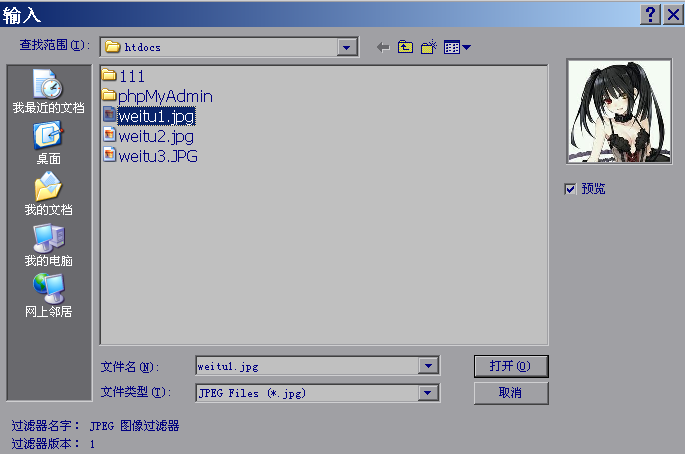 输入
查找范围(I): htdocs
我最近的文档
桌面
我的文档
我的电脑
网上邻居
111
phpMyAdmin
weitu1.jpg
weitu2.jpg
weitu3.JPG
预览
文件名(N): weitu1.jpg 打开(O)
文件类型(T): JPEG Files (*.jpg) 取消
过滤器名字: JPEG 图像过滤器
过滤器版本: 1